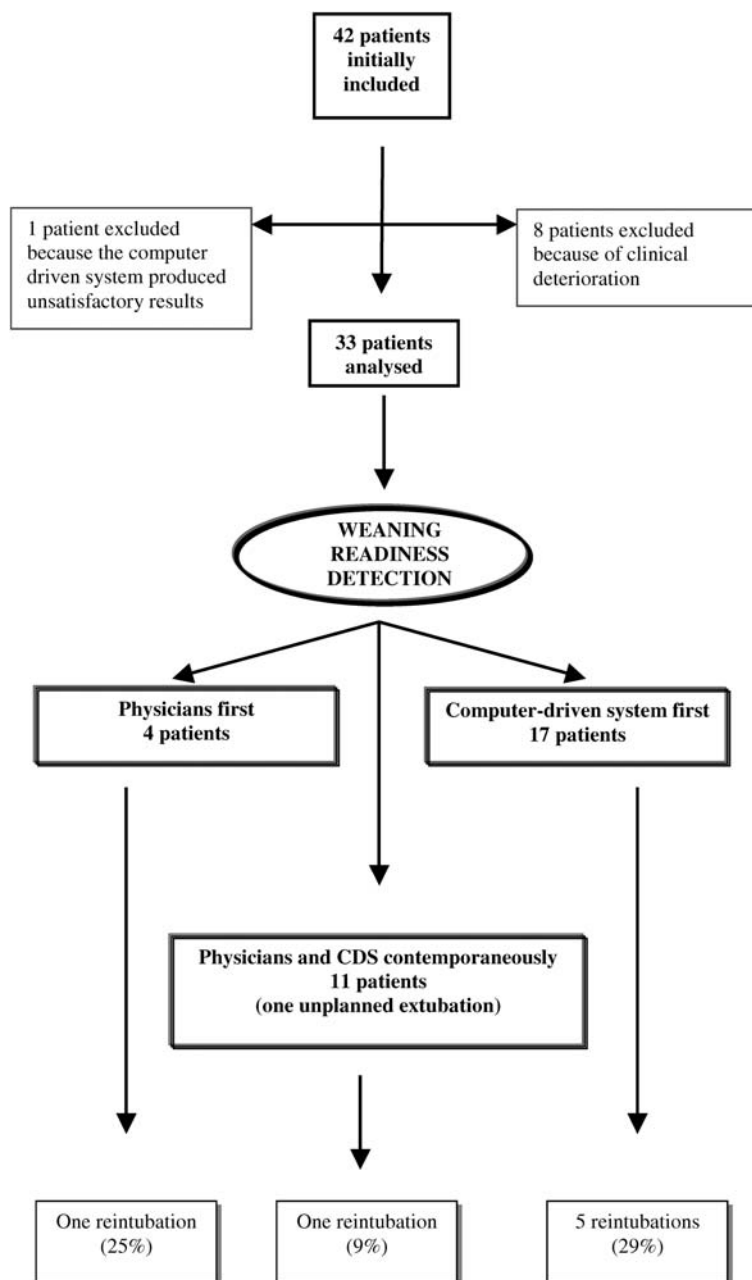 42 patients
initially
included
1 patient excluded
because the computer
driven system produced
unsatisfactory results
8 patients excluded
because of clinical
deterioration
33 patients
analysed
WEANING
READINESS
DETECTION
Physicians first
4 patients
Computer-driven system first
17 patients
Physicians and CDS contemporaneously
11 patients
(one unplanned extubation)
One reintubation
(25%)
One reintubation
(9%)
5 reintubations
(29%)